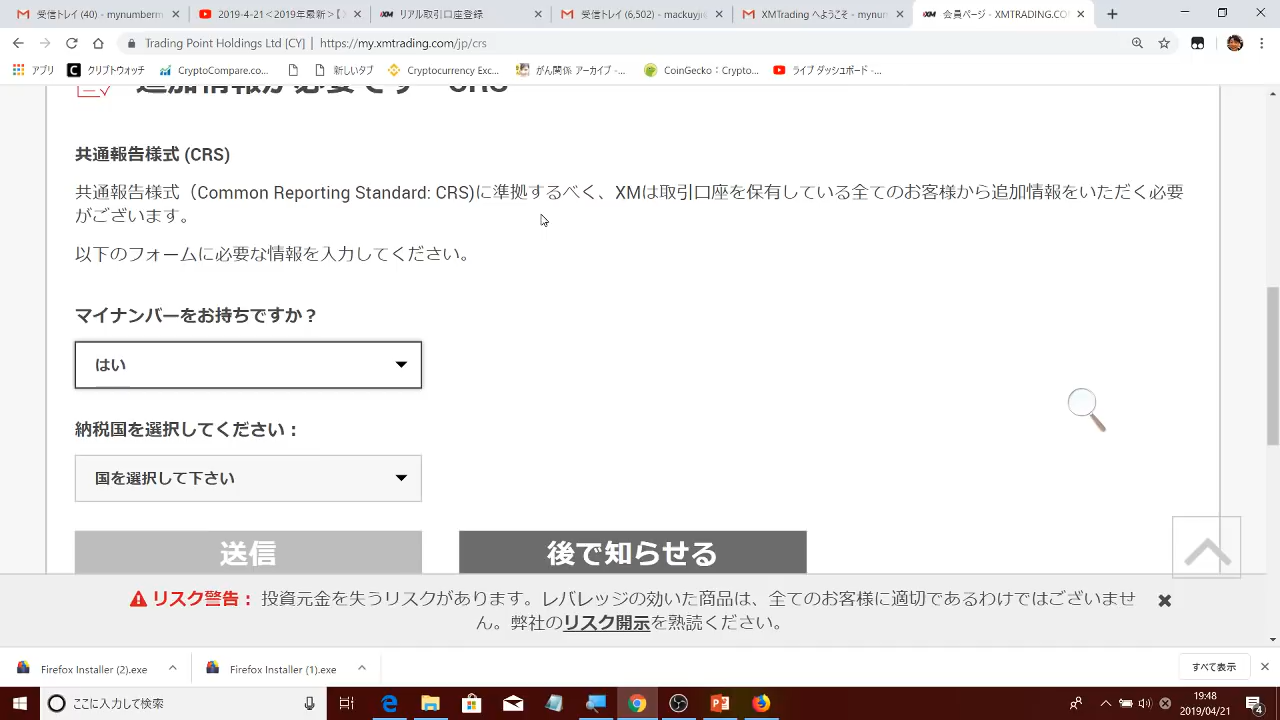 受信トレイ (40) - mynumberm
2019-4-21＜2019年最新＞【X
リアル取引口座登録
受信トレイ (6302) - mackuyjik
XMTrading へようこそ - mynun
会員ページ - XMTRADING.CO
Trading Point Holdings Ltd [CY] | https://my.xmtrading.com/jp/crs
アプリ クリプトウォッチ CryptoCompare.co... 新しいタブ Cryptocurrency Exc... がん関係 アーカイブ -... CoinGecko：Crypto... ライブ ダッシュボード -...
追加情報が必要です - CRS
共通報告様式 (CRS)
共通報告様式（Common Reporting Standard: CRS)に準拠するべく、XMは取引口座を保有している全てのお客様から追加情報をいただく必要
がございます。
以下のフォームに必要な情報を入力してください。
マイナンバーをお持ちですか？
はい
納税国を選択してください：
国を選択して下さい
送信 後で知らせる
リスク警告： 投資元金を失うリスクがあります。レバレッジの効いた商品は、全てのお客様に適切であるわけではございませ
ん。弊社のリスク開示を熟読ください。
Firefox Installer (2).exe Firefox Installer (1).exe すべて表示
ここに入力して検索
19:48
2019/04/21
4